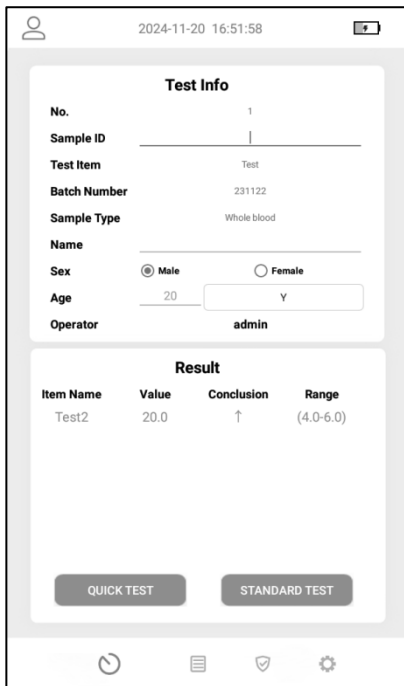 2024-11-20 16:51:58
Test Info
No. 1
Sample ID
Test Item Test
Batch Number 231122
Sample Type Whole blood
Name
Sex Male Female
Age 20 Y
Operator admin
Result
Item Name Value Conclusion Range
Test2 20.0 ↑ (4.0-6.0)
QUICK TEST STANDARD TEST